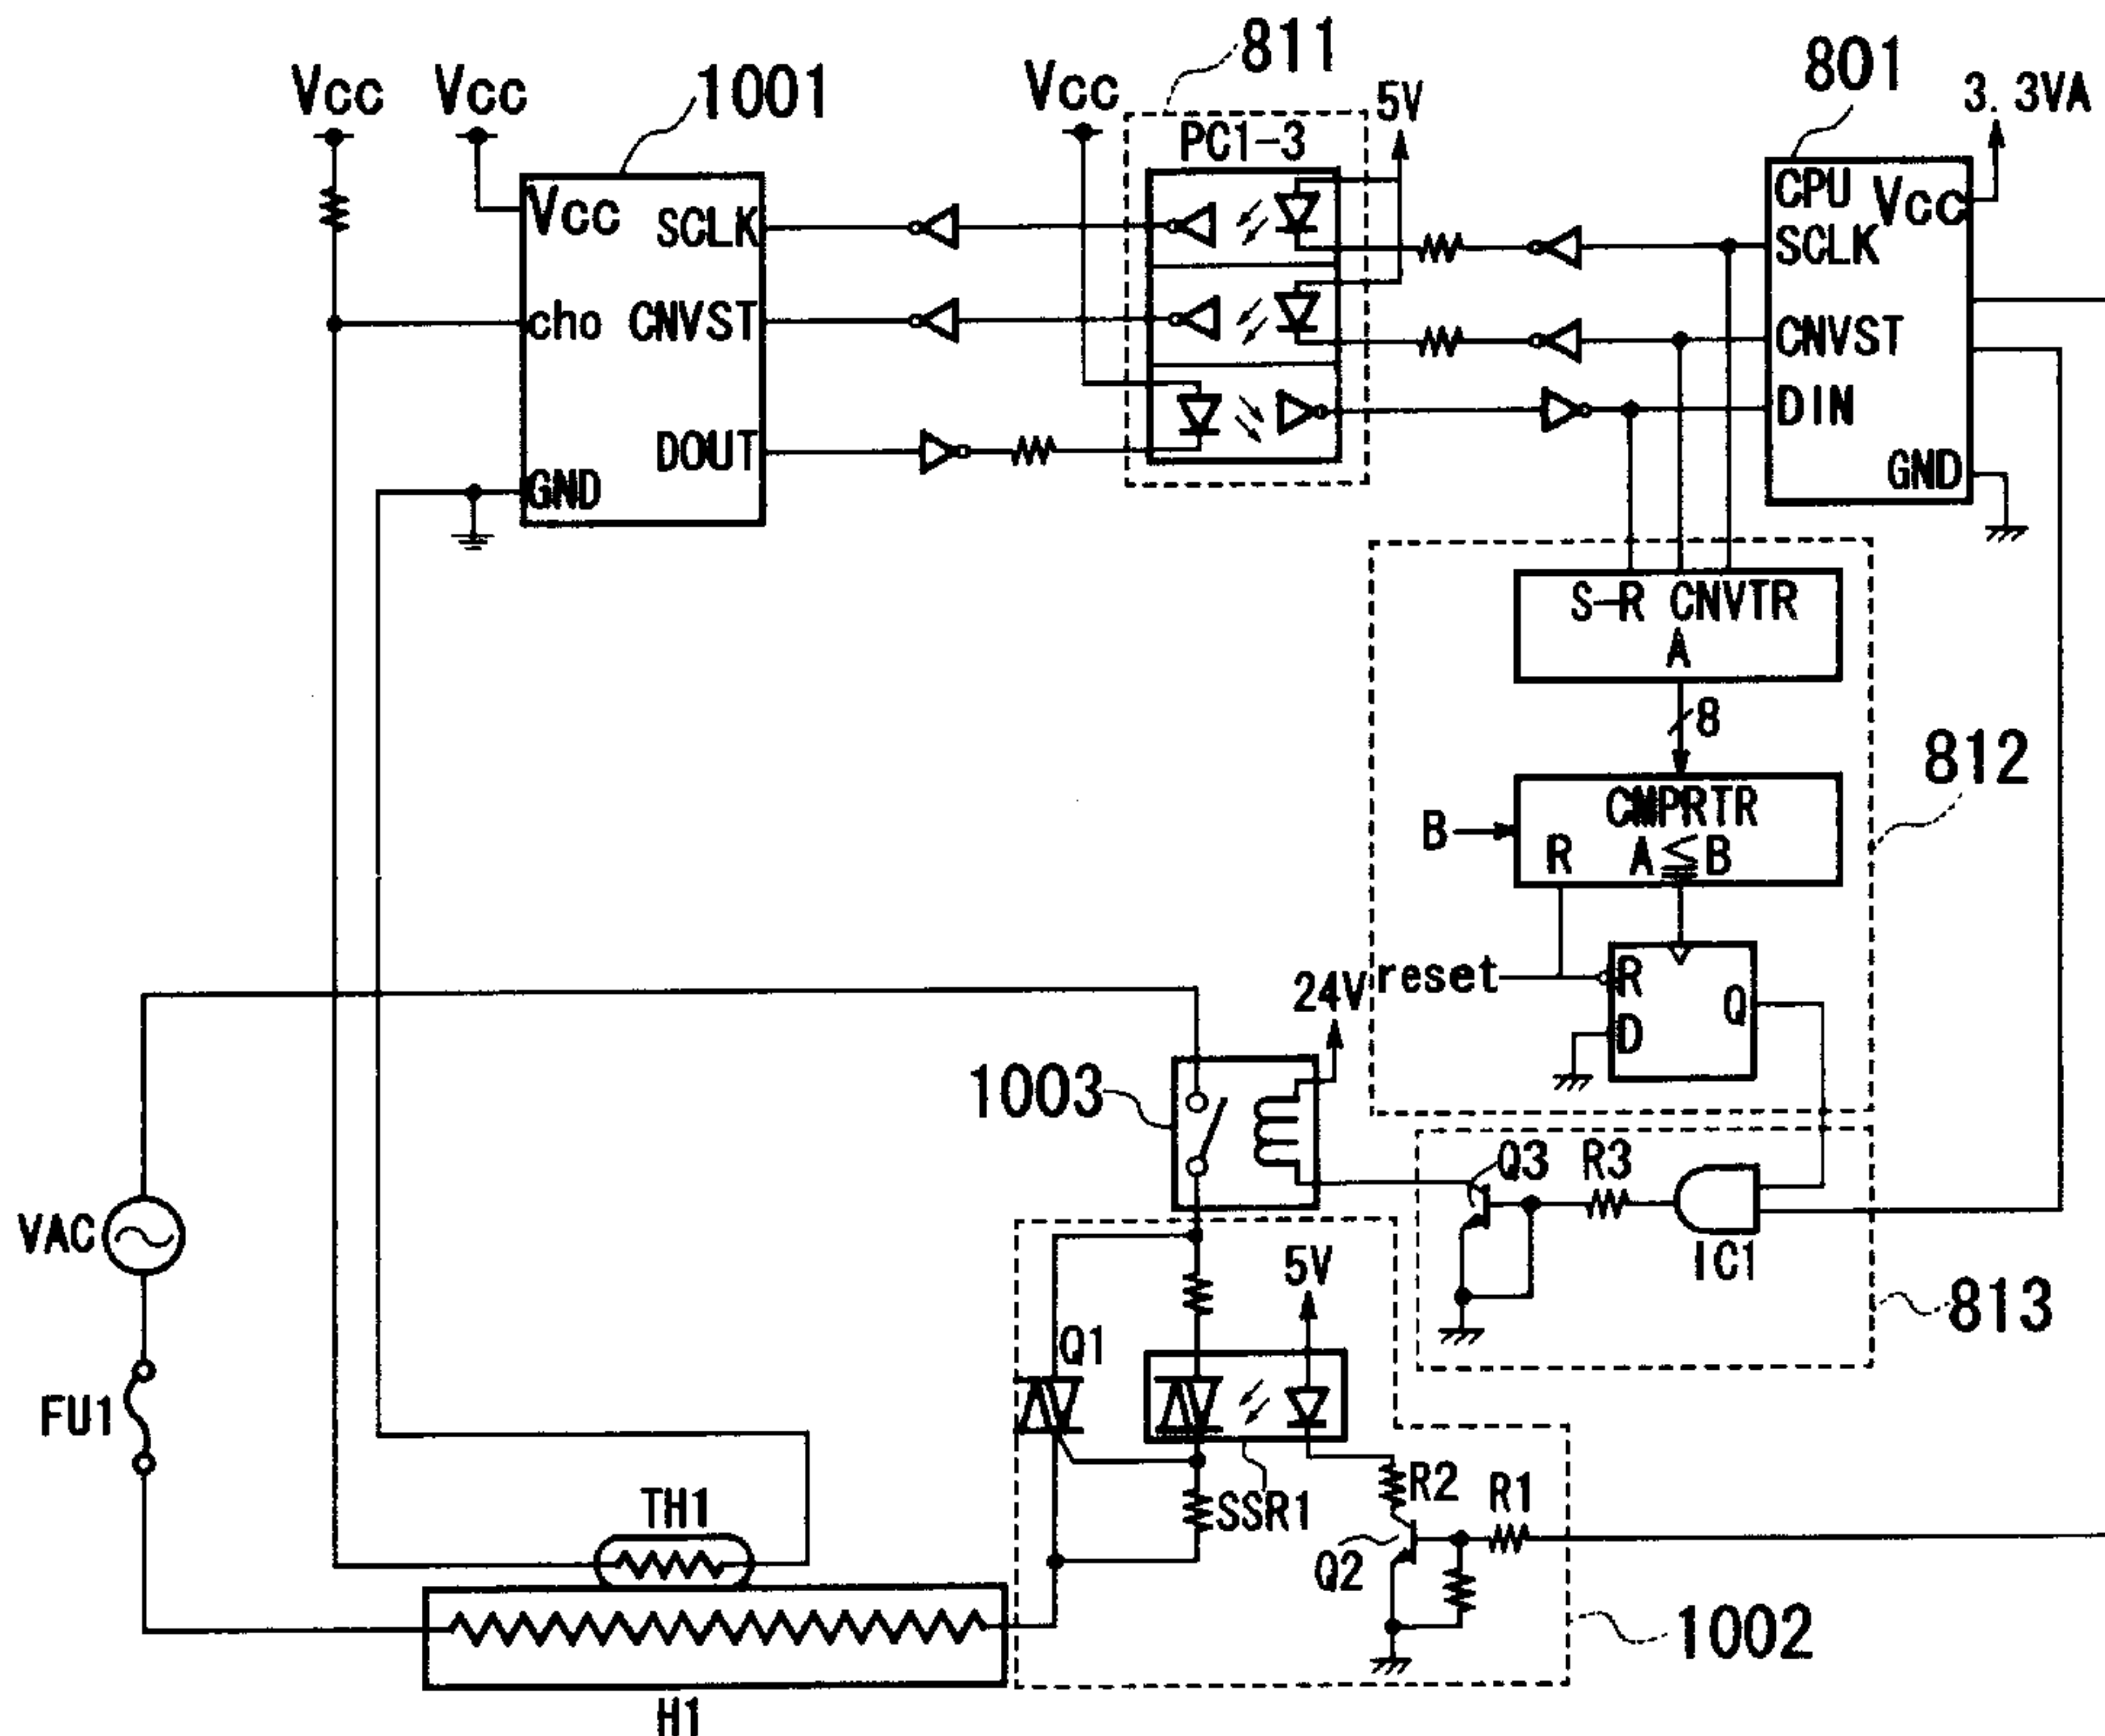 811
801
Vcc
Vcc
1001
Vcc
5V
3.3VA
PC1-3
CPU
Vcc
Vcc
SCLK
SCLK
cho
CNVST
CNVST
DIN
DOUT
GND
GND
S-R CNVTR
A
8
812
CMPRTR
B
R
A≦B
reset
R
Q
D
24V
1003
Q3
R3
IC1
VAC
5V
813
Q1
FU1
TH1
SSR1
R2
R1
Q2
1002
H1